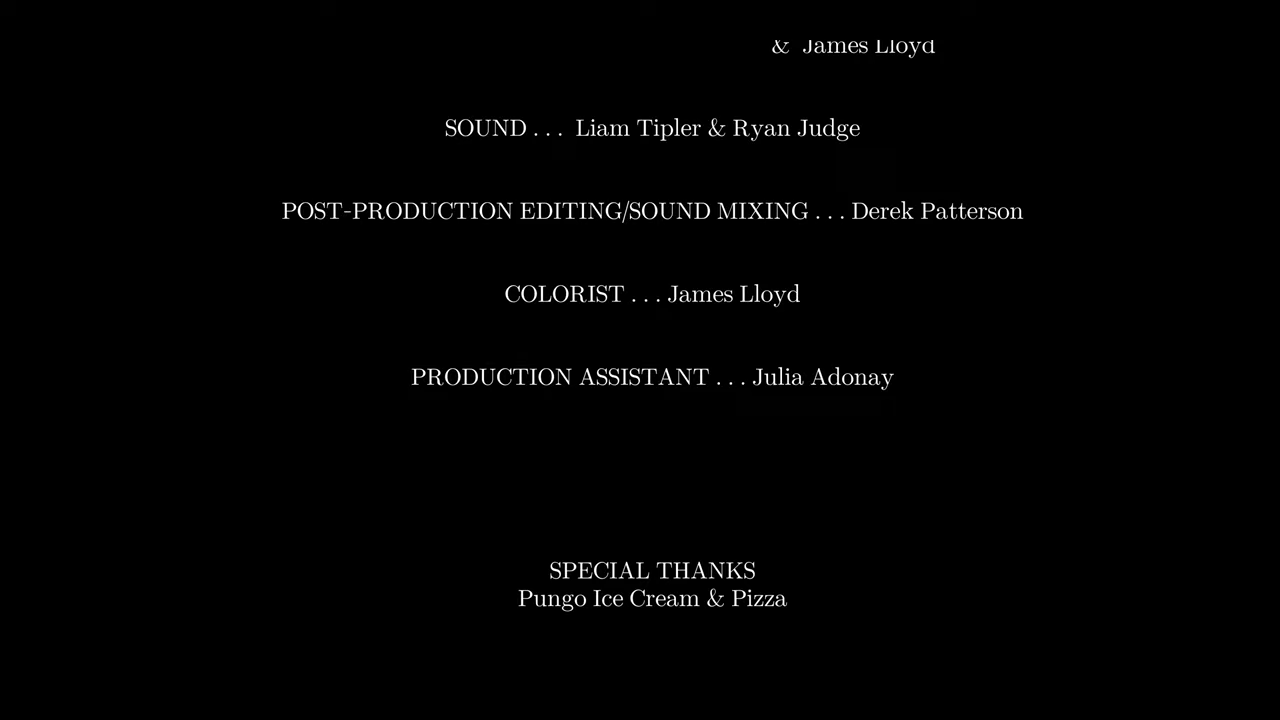 & James Lloyd
SOUND . . . Liam Tipler & Ryan Judge
POST-PRODUCTION EDITING/SOUND MIXING . . . Derek Patterson
COLORIST . . . James Lloyd
PRODUCTION ASSISTANT . . . Julia Adonay
SPECIAL THANKS
Pungo Ice Cream & Pizza